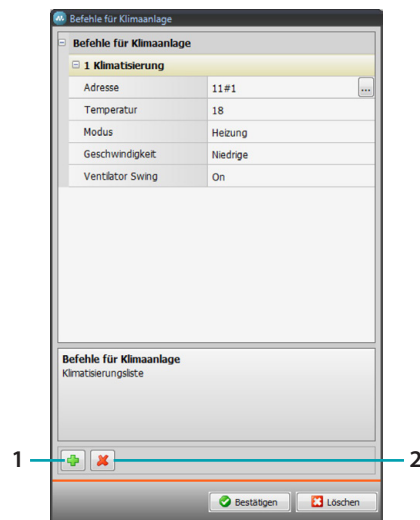 Befehle für Klimaanlage
Befehle für Klimaanlage
1 Klimatisierung
Adresse 11#1 ...
Temperatur 18
Modus Heizung
Geschwindigkeit Niedrige
Ventilator Swing On
Befehle für Klimaanlage
Klimatisierungsliste
1 2
Bestätigen Löschen